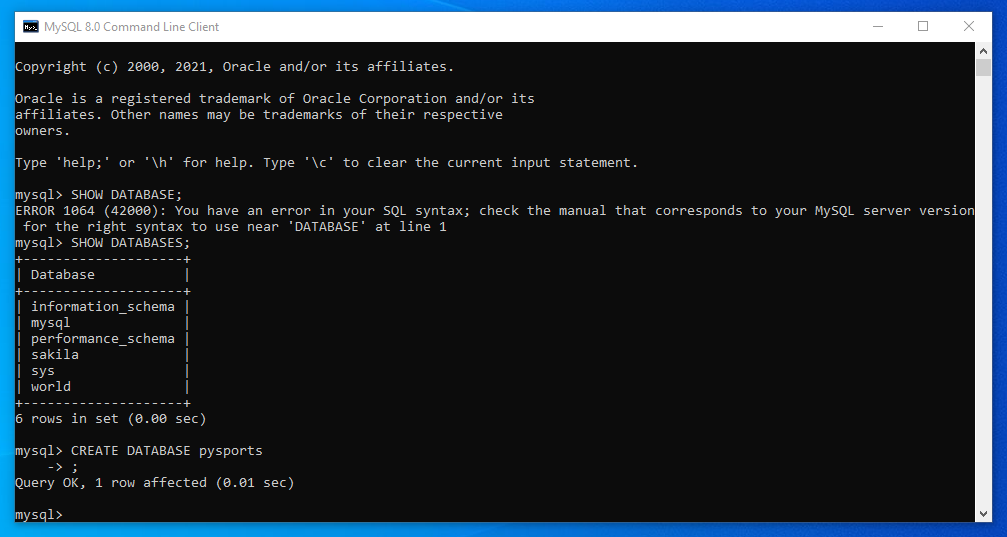 MySQL 8.0 Command Line Client
Copyright (c) 2000, 2021, Oracle and/or its affiliates.
Oracle is a registered trademark of Oracle Corporation and/or its
affiliates. Other names may be trademarks of their respective
owners.
Type 'help;' or '\h' for help. Type '\c' to clear the current input statement.
mysql> SHOW DATABASE;
ERROR 1064 (42000): You have an error in your SQL syntax; check the manual that corresponds to your MySQL server version
 for the right syntax to use near 'DATABASE' at line 1
mysql> SHOW DATABASES;
+--------------------+
| Database           |
+--------------------+
| information_schema |
| mysql              |
| performance_schema |
| sakila             |
| sys                |
| world              |
+--------------------+
6 rows in set (0.00 sec)
mysql> CREATE DATABASE pysports
    -> ;
Query OK, 1 row affected (0.01 sec)
mysql>